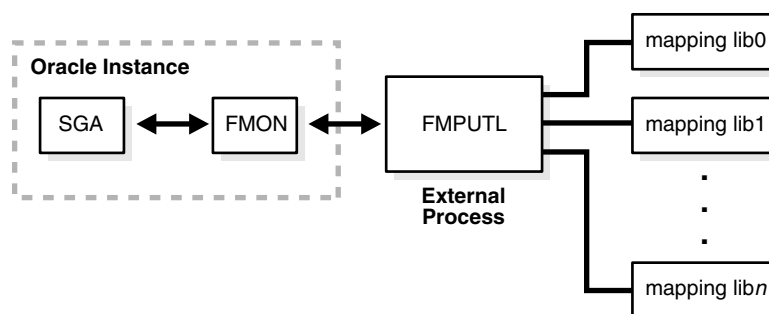 mapping lib0
Oracle Instance
SGA
FMON
FMPUTL
mapping lib1
External
Process
.
.
.
mapping libn